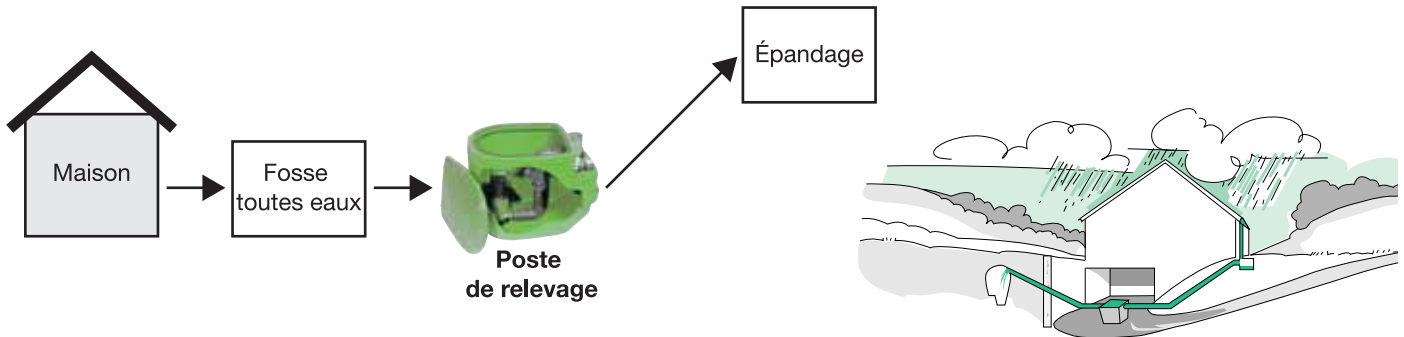 Maison
Fosse
toutes eaux
Poste
de relevage
Épandage